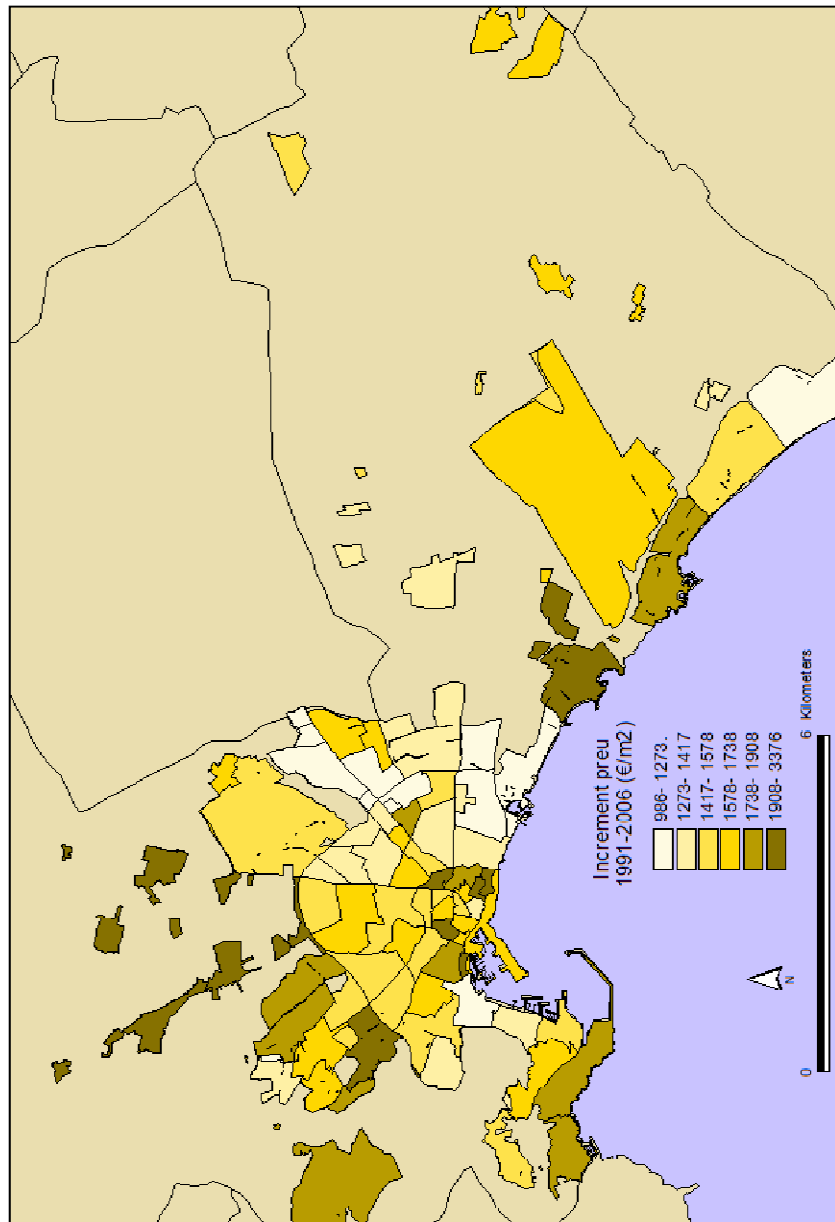 Increment preu
1991-2006 (€/m2)
986- 1273.
1273- 1417
1417- 1578
1578- 1738
1738- 1908
1908- 3376
N
0
6 Kilometers